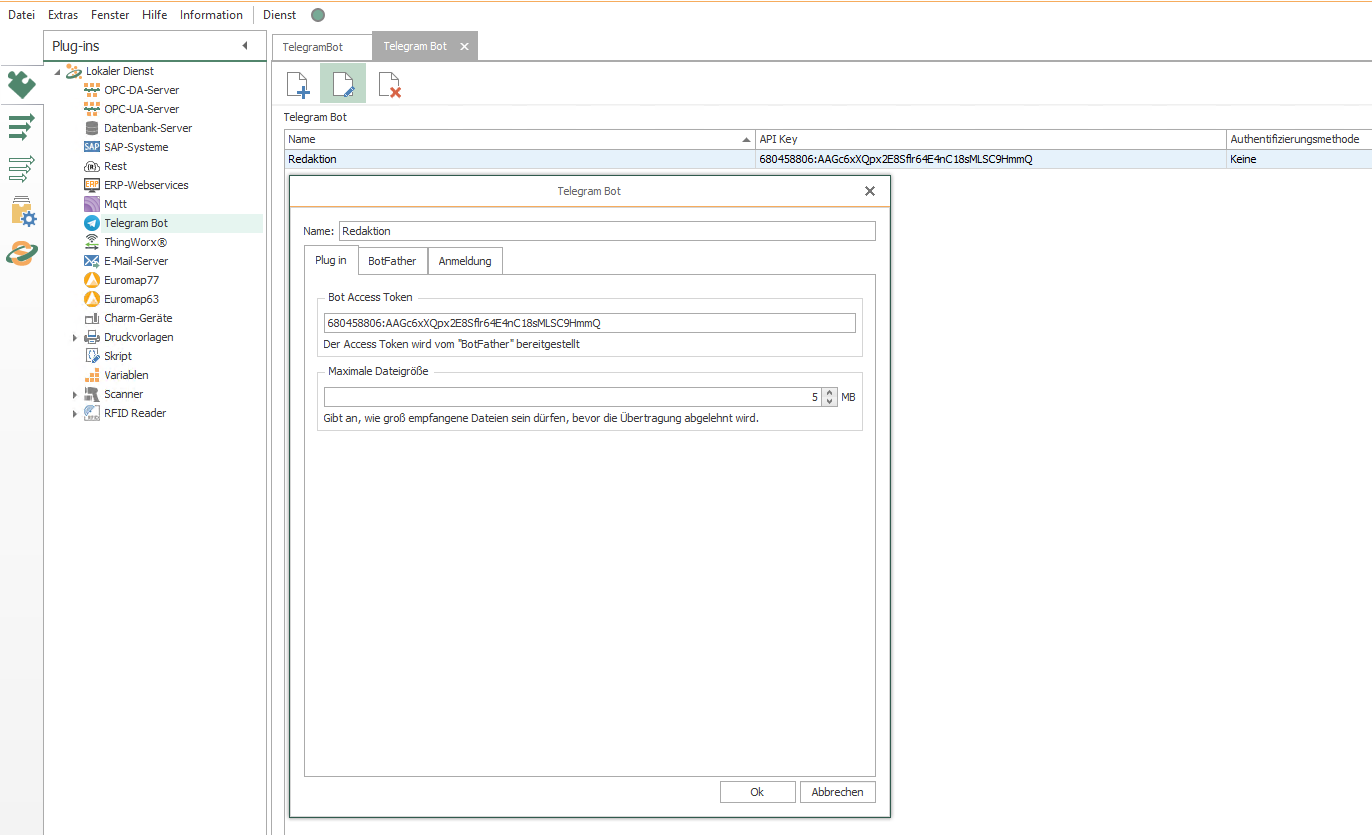 Datei Extras Fenster Hilfe Information Dienst
Plug-ins
Lokaler Dienst
OPC-DA-Server
OPC-UA-Server
Datenbank-Server
SAP SAP-Systeme
Rest
ERP ERP-Webservices
Mqtt
Telegram Bot
ThingWorx®
E-Mail-Server
Euromap77
Euromap63
Charm-Geräte
Druckvorlagen
Skript
Variablen
Scanner
RFID Reader
TelegramBot Telegram Bot
Telegram Bot
Name API Key Authentifizierungsmethode
Redaktion 680458806:AAGc6xXQpx2E8Sflr64E4nC18sMLSC9HmmQ Keine
Telegram Bot
Name: Redaktion
Plug in BotFather Anmeldung
Bot Access Token
680458806:AAGc6xXQpx2E8Sflr64E4nC18sMLSC9HmmQ
Der Access Token wird vom "BotFather" bereitgestellt
Maximale Dateigröße
5 MB
Gibt an, wie groß empfangene Dateien sein dürfen, bevor die Übertragung abgelehnt wird.
Ok Abbrechen